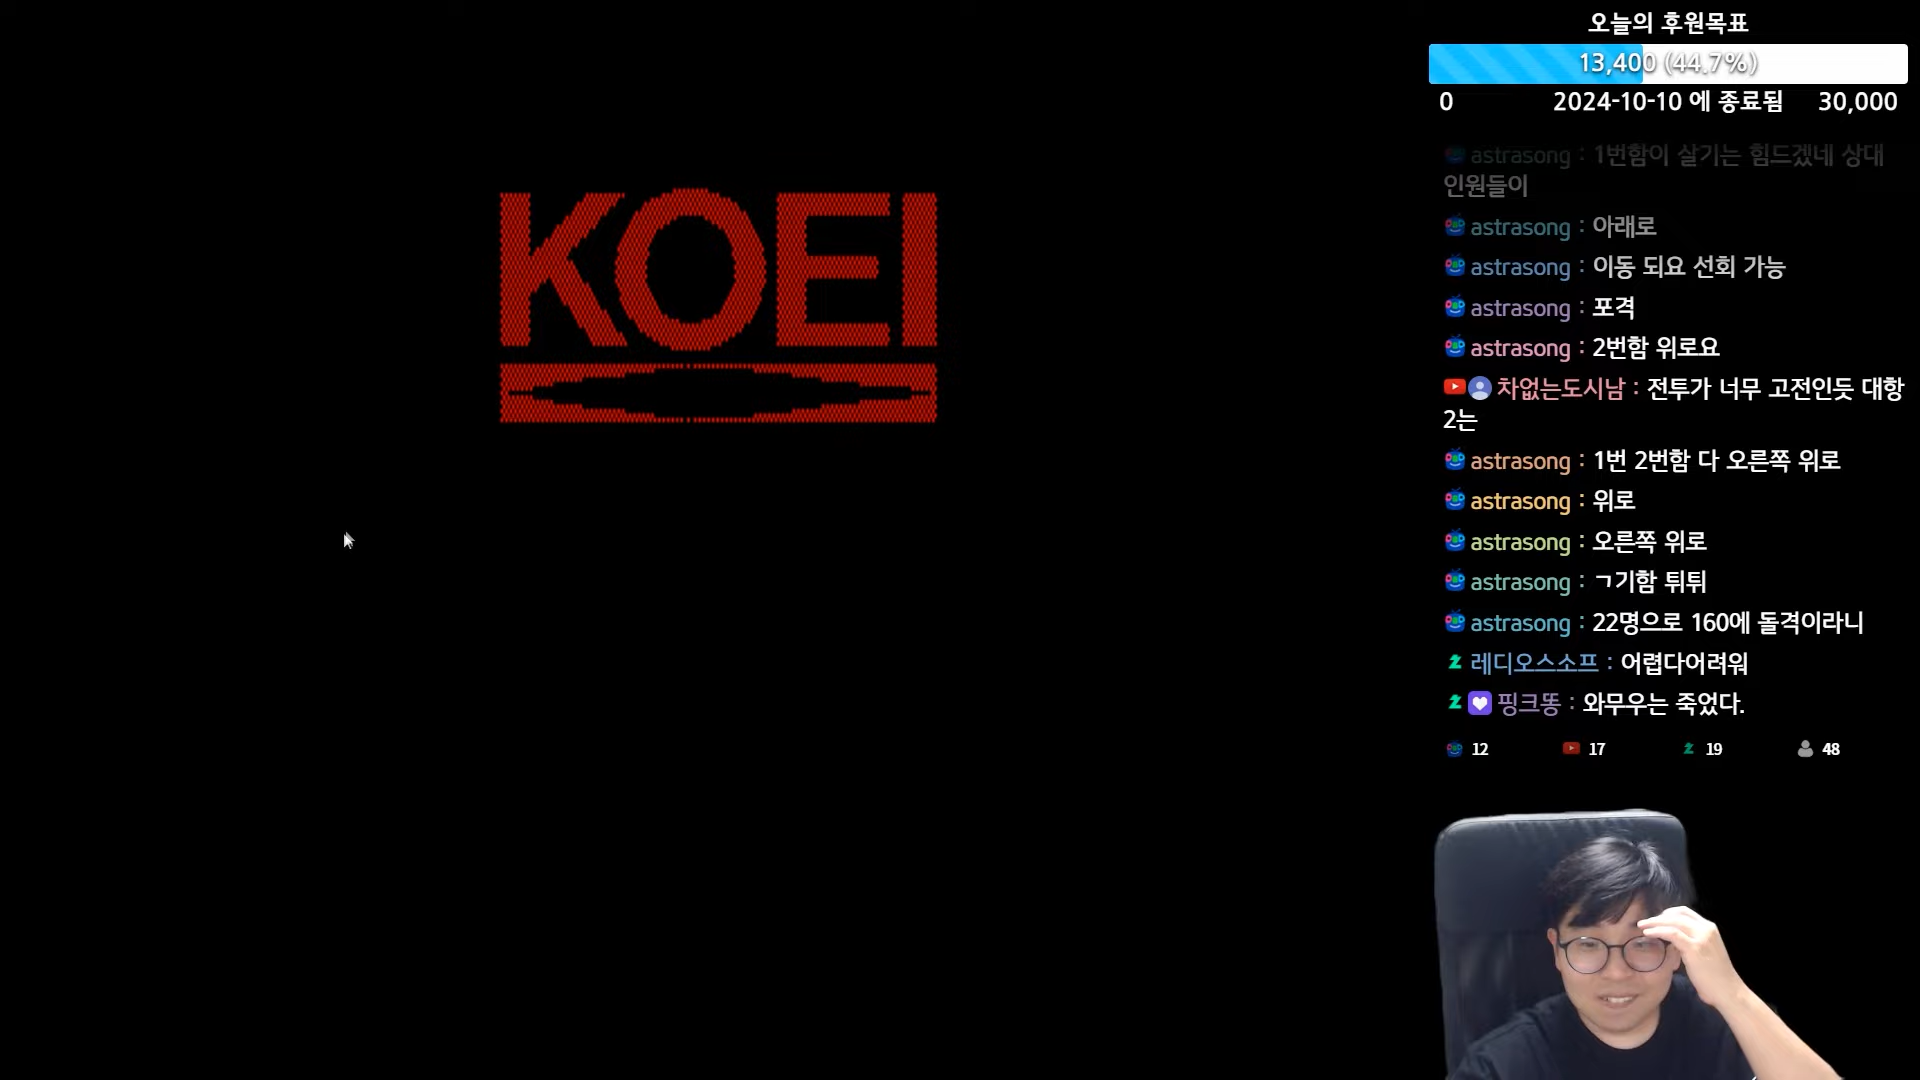 오늘의 후원목표
13,400 (44.7%)
0 2024-10-10 에 종료됨 30,000
KOEI
astrasong : 1번함이 살기는 힘드겠네 상대
인원들이
astrasong : 아래로
astrasong : 이동 되요 선회 가능
astrasong : 포격
astrasong : 2번함 위로요
차없는도시남 : 전투가 너무 고전인듯 대항
2는
astrasong : 1번 2번함 다 오른쪽 위로
astrasong : 위로
astrasong : 오른쪽 위로
astrasong : ㄱ기함 튀튀
astrasong : 22명으로 160에 돌격이라니
레디오스소프 : 어렵다어려워
핑크똥 : 와무우는 죽었다.
12 17 19 48